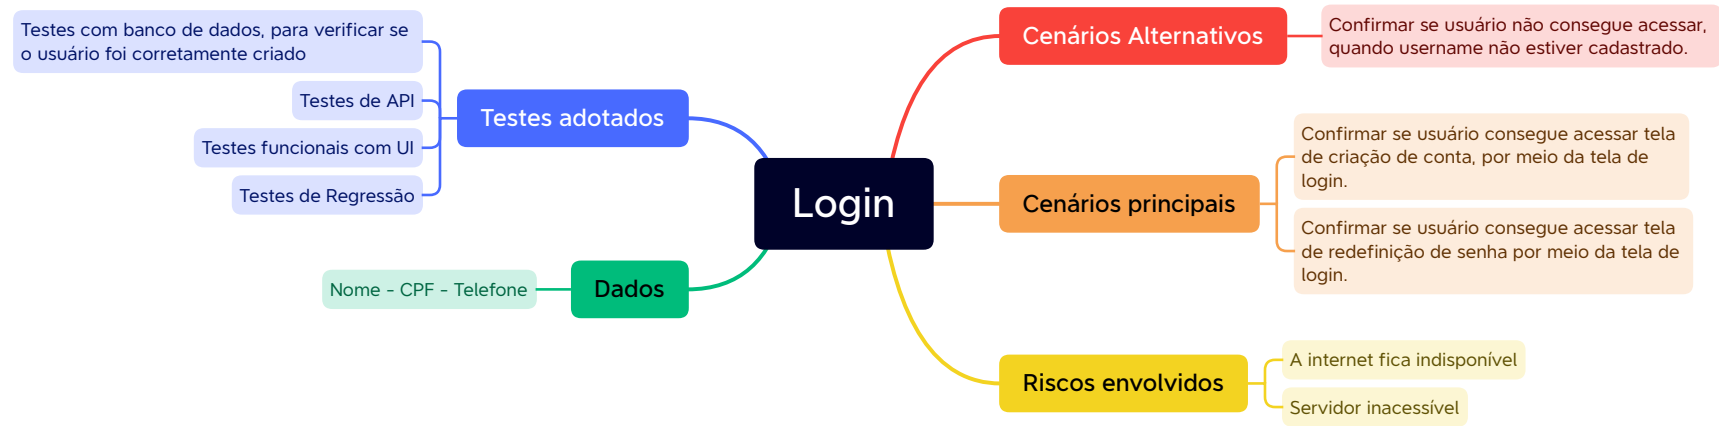 Login
Cenários Alternativos
Confirmar se usuário não consegue acessar,
quando username não estiver cadastrado.
Cenários principais
Confirmar se usuário consegue acessar tela
de criação de conta, por meio da tela de
login.
Confirmar se usuário consegue acessar tela
de redefinição de senha por meio da tela de
login.
Riscos envolvidos
A internet fica indisponível
Servidor inacessível
Testes adotados
Testes com banco de dados, para verificar se
o usuário foi corretamente criado
Testes de API
Testes funcionais com UI
Testes de Regressão
Dados
Nome - CPF - Telefone